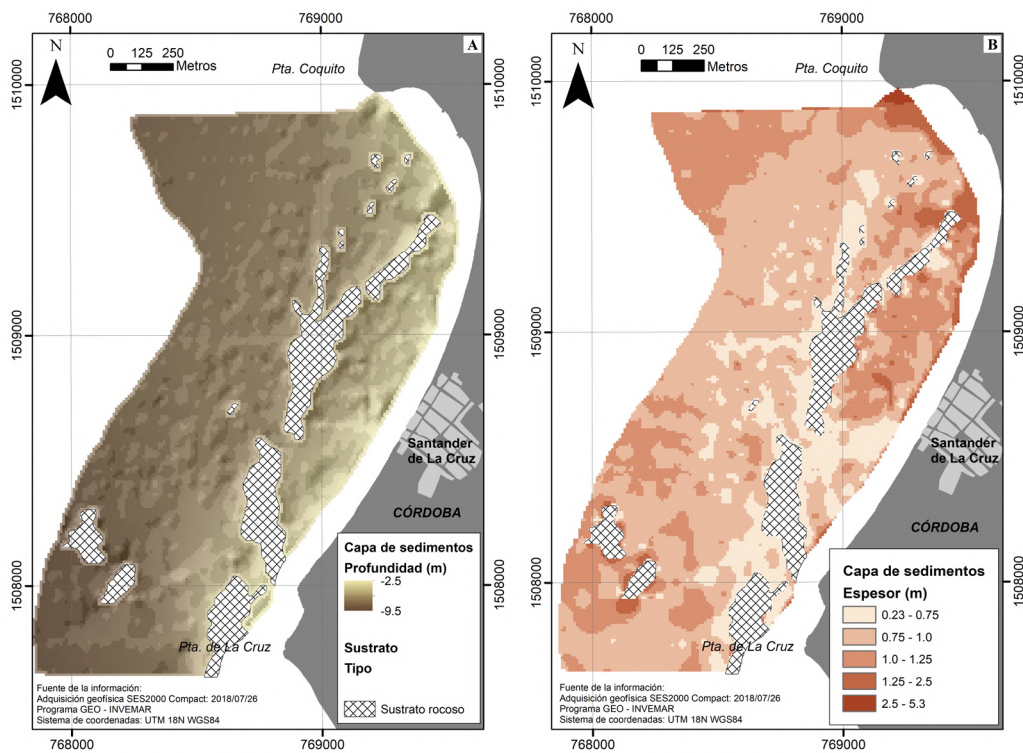 768000
769000
A
N
0 125 250
Metros
Pta. Coquito
1510000
1510000
1509000
1509000
1508000
1508000
Santander
de La Cruz
CÓRDOBA
Pta. de La Cruz
Capa de sedimentos
Profundidad (m)
-2.5
-9.5
Sustrato
Tipo
Sustrato rocoso
Fuente de la información:
Adquisición geofísica SES2000 Compact: 2018/07/26
Programa GEO - INVEMAR
Sistema de coordenadas: UTM 18N WGS84
768000
769000
768000
769000
B
N
0 125 250
Metros
Pta. Coquito
1510000
1510000
1509000
1509000
1508000
1508000
Santander
de La Cruz
CÓRDOBA
Pta. de La Cruz
Capa de sedimentos
Espesor (m)
0.23 - 0.75
0.75 - 1.0
1.0 - 1.25
1.25 - 2.5
2.5 - 5.3
Fuente de la información:
Adquisición geofísica SES2000 Compact: 2018/07/26
Programa GEO - INVEMAR
Sistema de coordenadas: UTM 18N WGS84
768000
769000